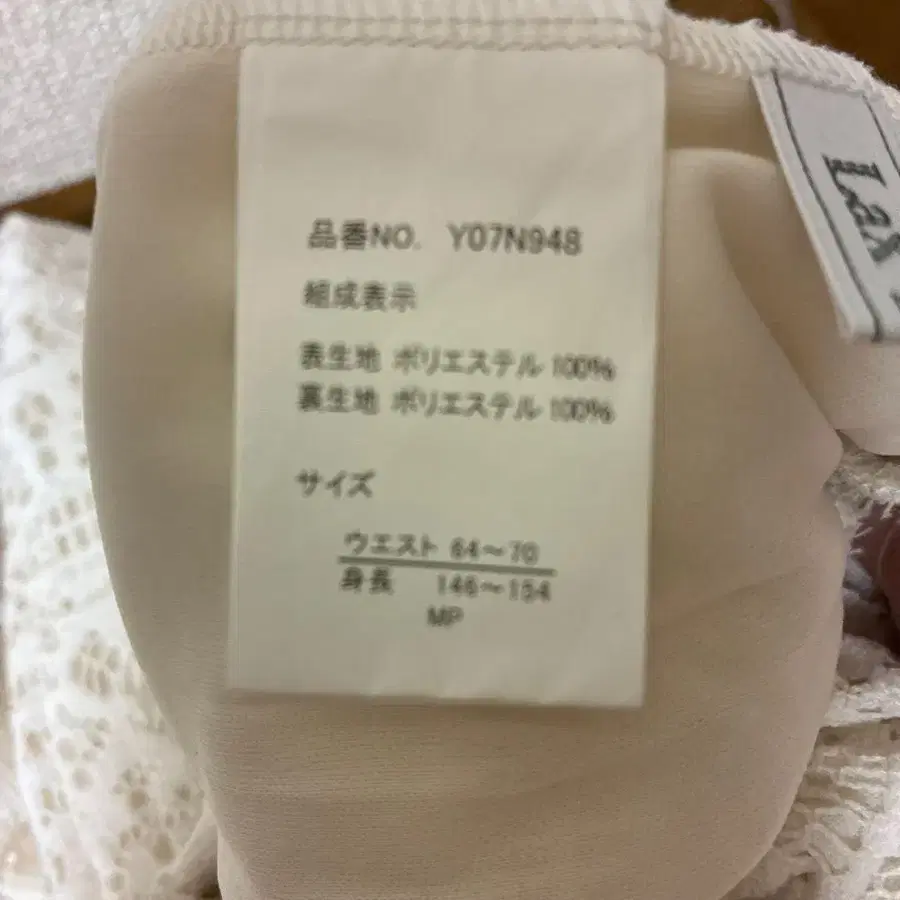 品番NO. Y07N948
組成表示
表生地 ポリエステル 100%
裏生地 ポリエステル 100%
サイズ
ウエスト 64～70
身長 146～154
MP
Lax